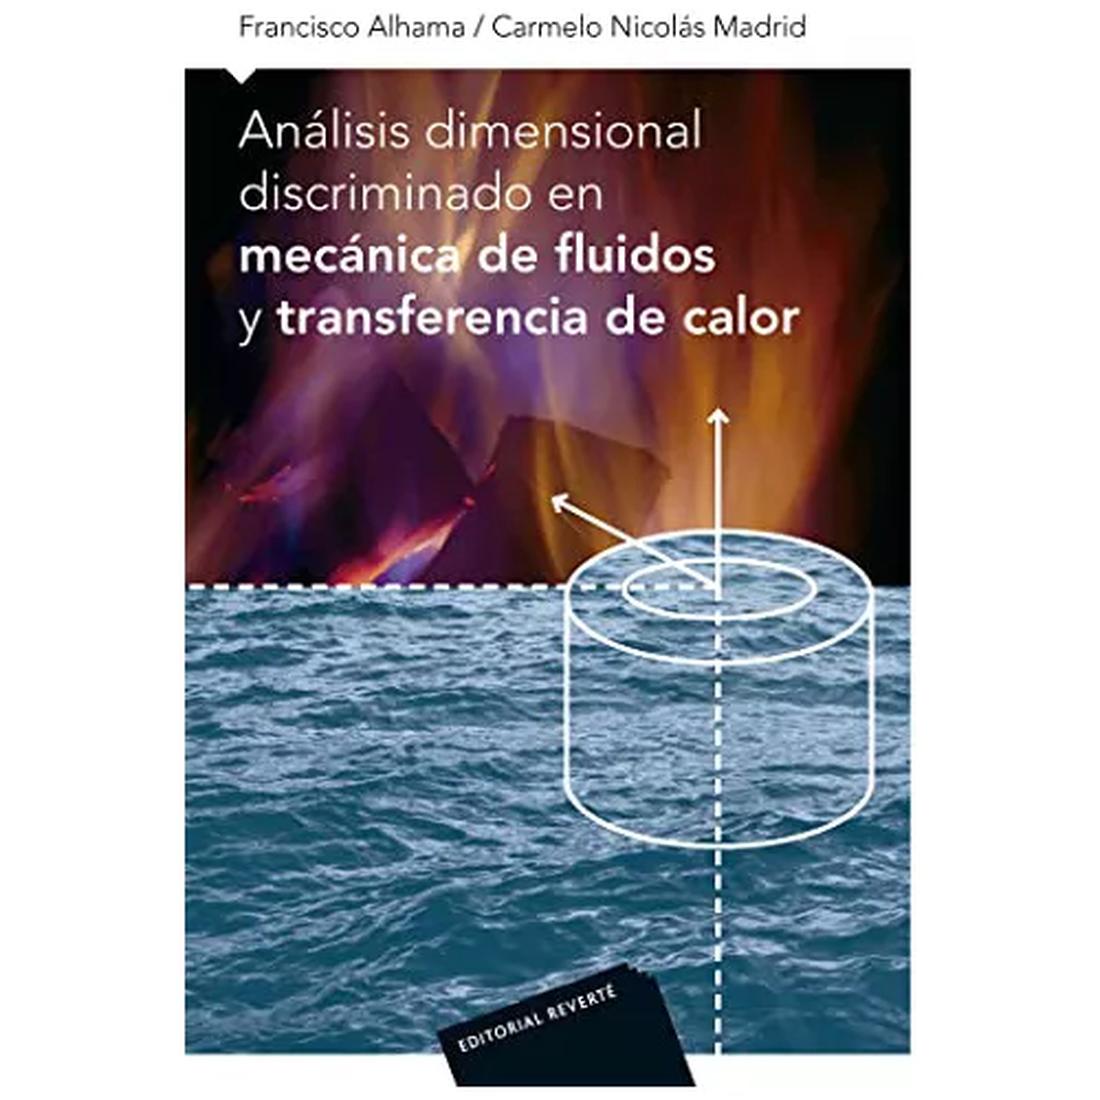 Francisco Alhama / Carmelo Nicolás Madrid
Análisis dimensional
discriminado en
mecánica de fluidos
y transferencia de calor
EDITORIAL REVERTÉ